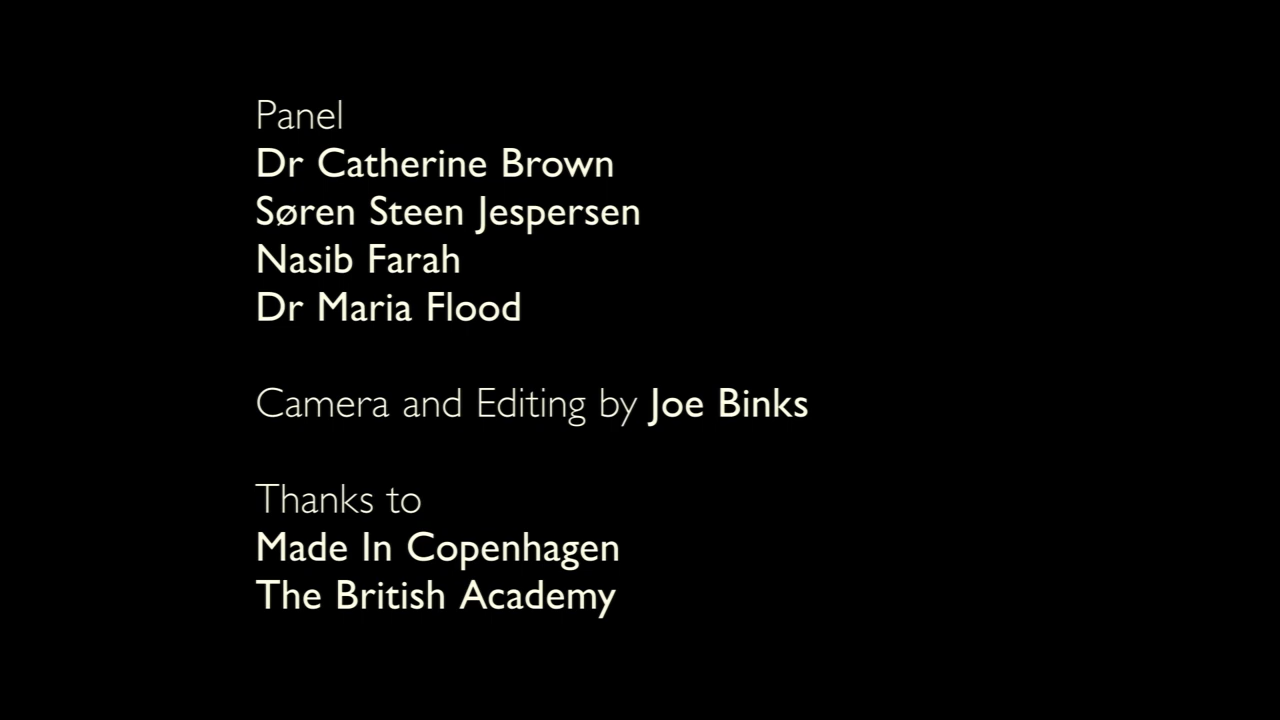 Panel
Dr Catherine Brown
Søren Steen Jespersen
Nasib Farah
Dr Maria Flood
Camera and Editing by Joe Binks
Thanks to
Made In Copenhagen
The British Academy